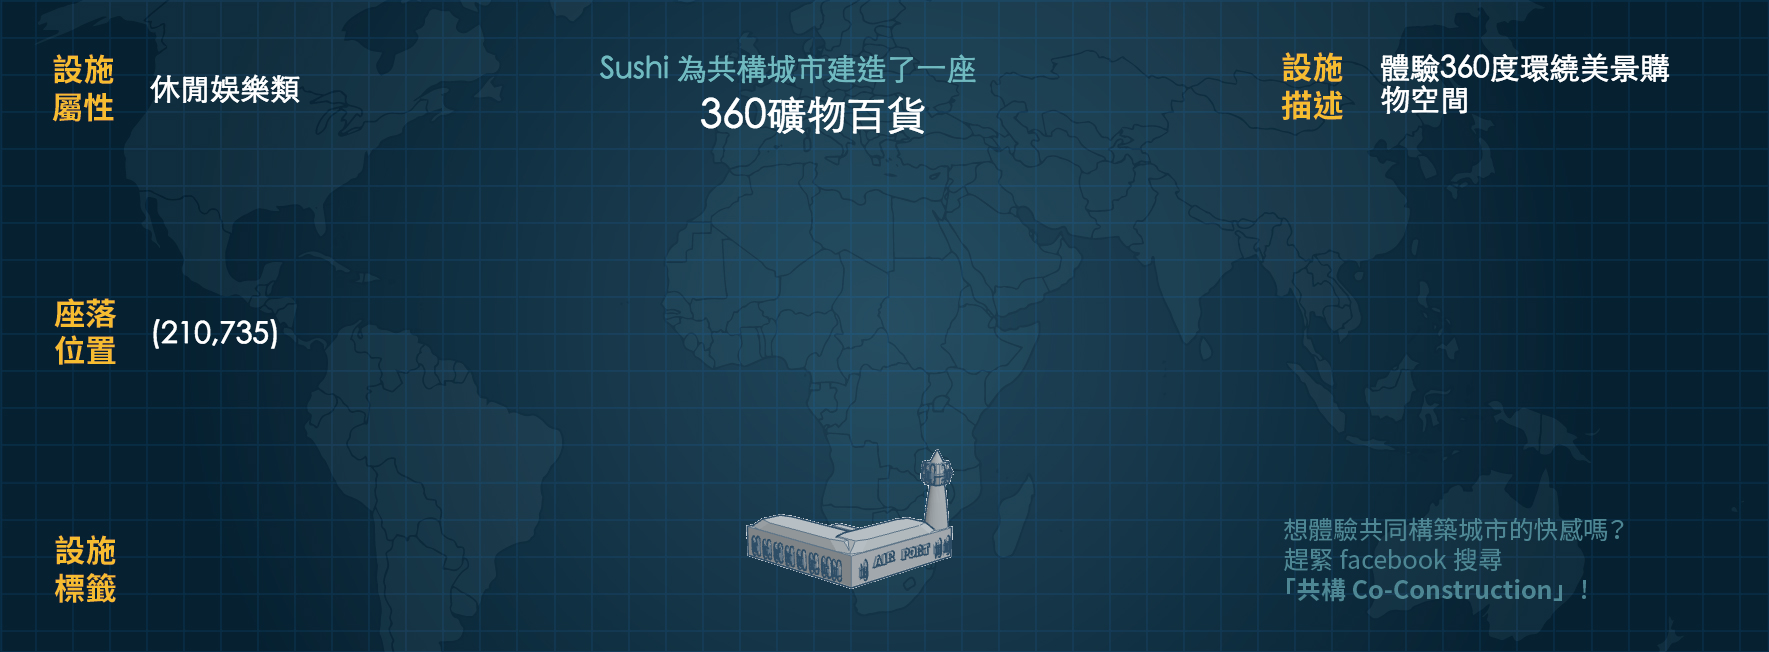 設施
屬性
休閒娛樂類
Sushi 為共構城市建造了一座
360礦物百貨
設施
描述
體驗360度環繞美景購
物空間
座落
位置
(210,735)
AIR PORT
設施
標籤
想體驗共同構築城市的快感嗎？
趕緊 facebook 搜尋
「共構 Co-Construction」！